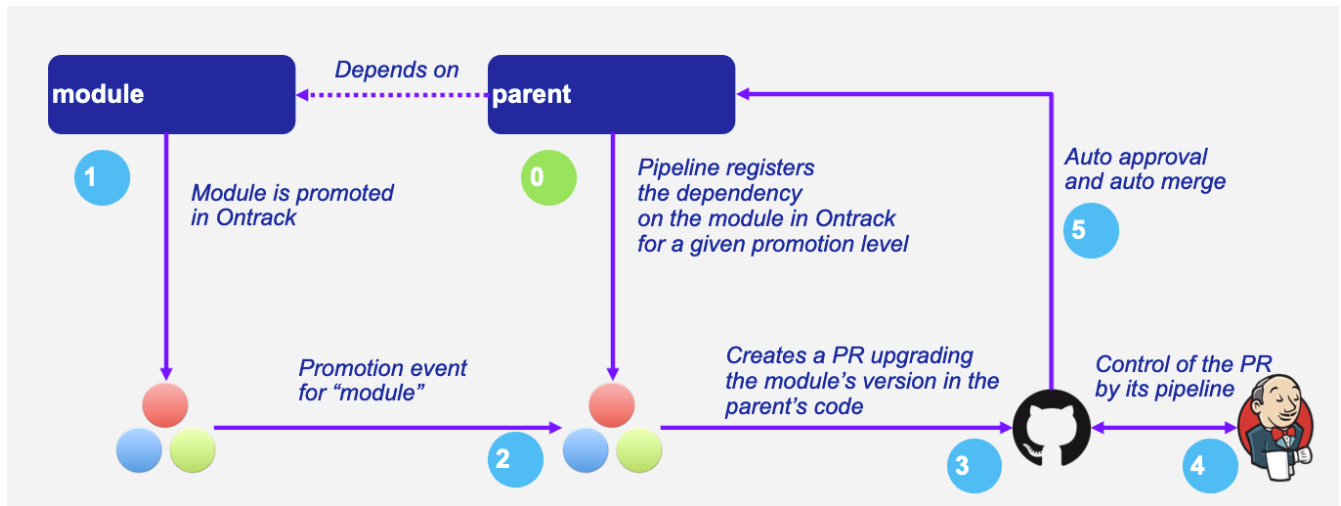 Depends on
module
parent
1
Module is promoted
in Ontrack
0
Pipeline registers
the dependency
on the module in Ontrack
for a given promotion level
Auto approval
and auto merge
5
Promotion event
for “module”
2
Creates a PR upgrading
the module’s version in the
parent’s code
3
Control of the PR
by its pipeline
4